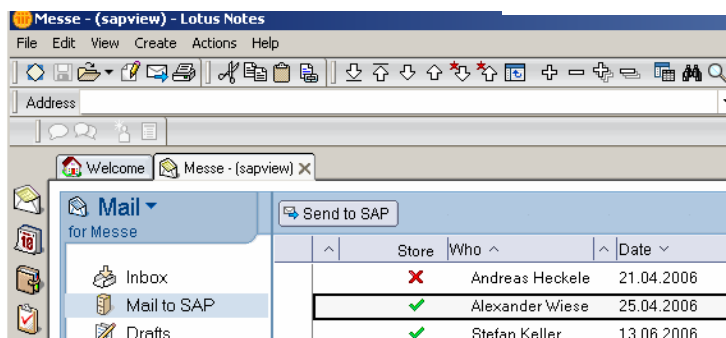 Messe - (sapview) - Lotus Notes
File Edit View Create Actions Help
Address
Welcome Messe - (sapview)
Mail
for Messe
Send to SAP
Store Who Date
Inbox
Mail to SAP
Drafts
Andreas Heckele 21.04.2006
Alexander Wiese 25.04.2006
Stefan Keller 13.06.2006
18